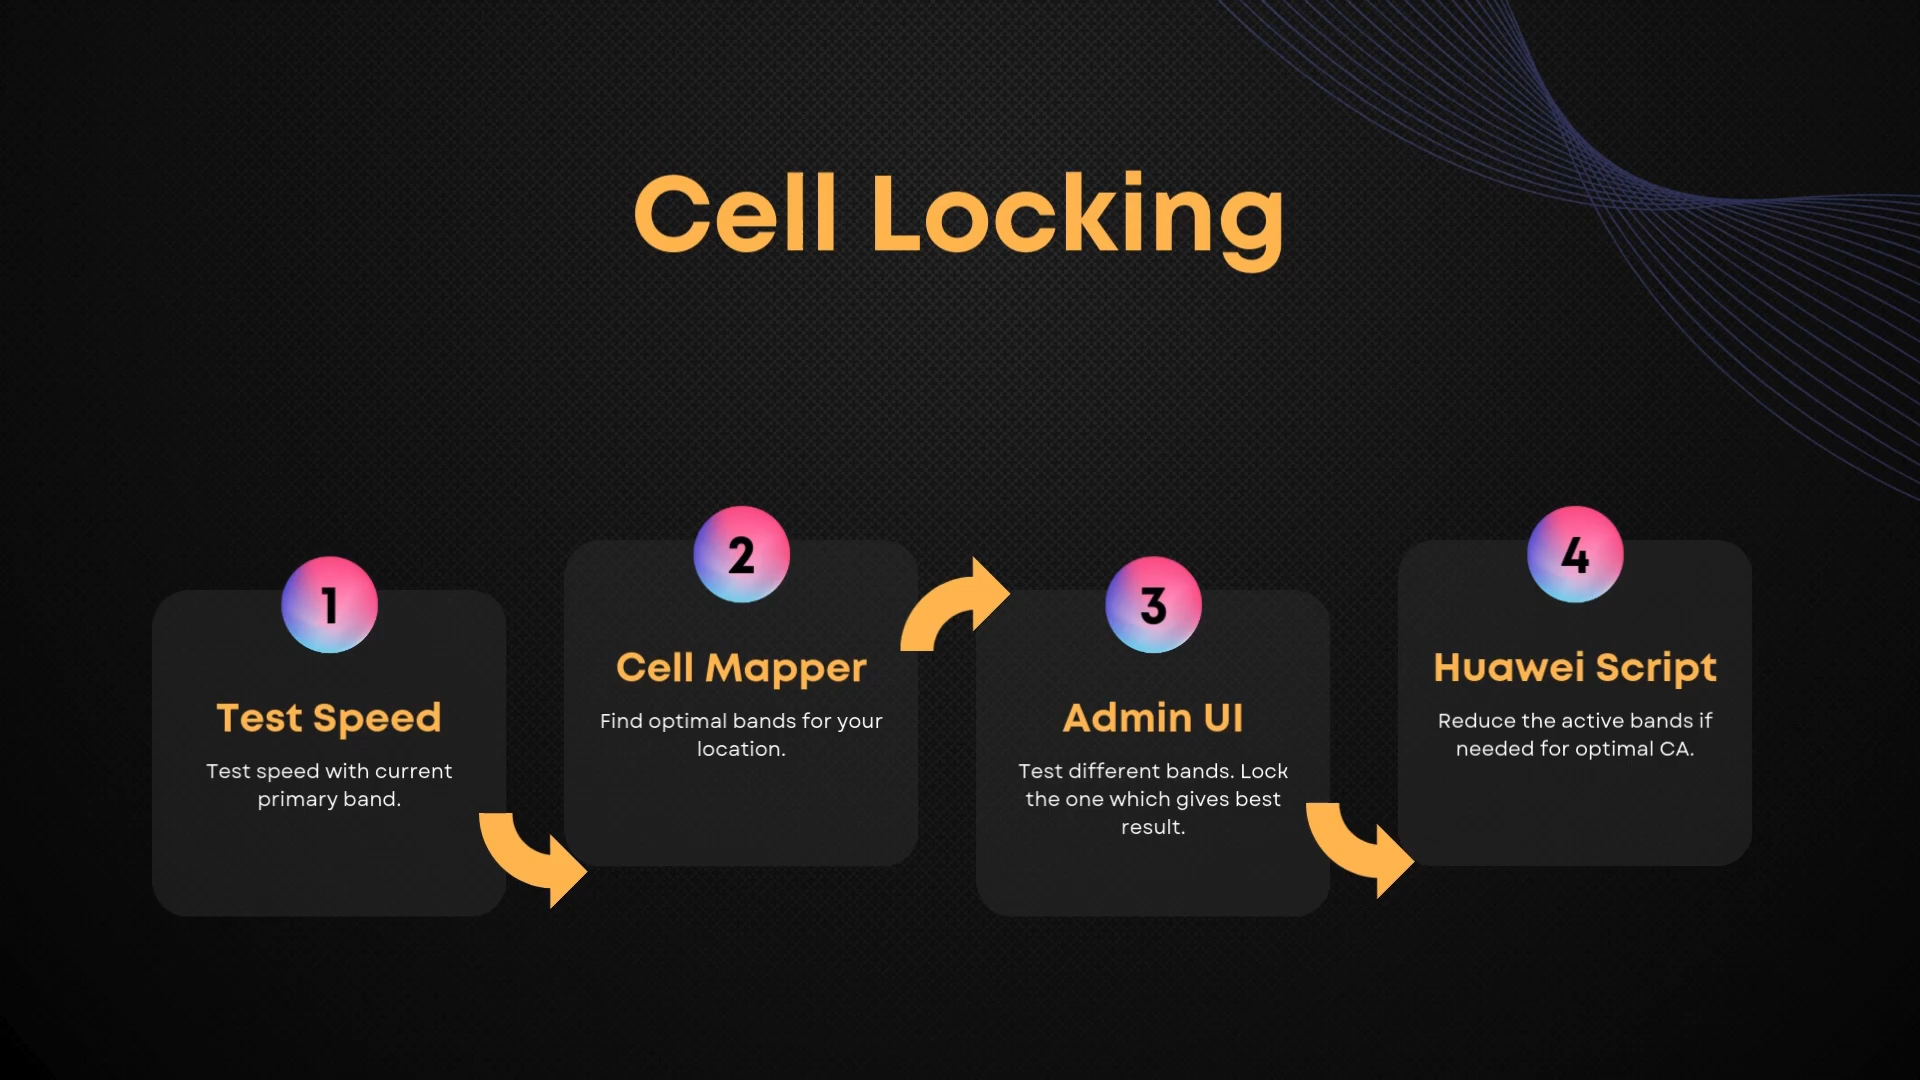 Cell Locking
1
Test Speed
Test speed with current
primary band.
2
Cell Mapper
Find optimal bands for your
location.
3
Admin UI
Test different bands. Lock
the one which gives best
result.
4
Huawei Script
Reduce the active bands if
needed for optimal CA.